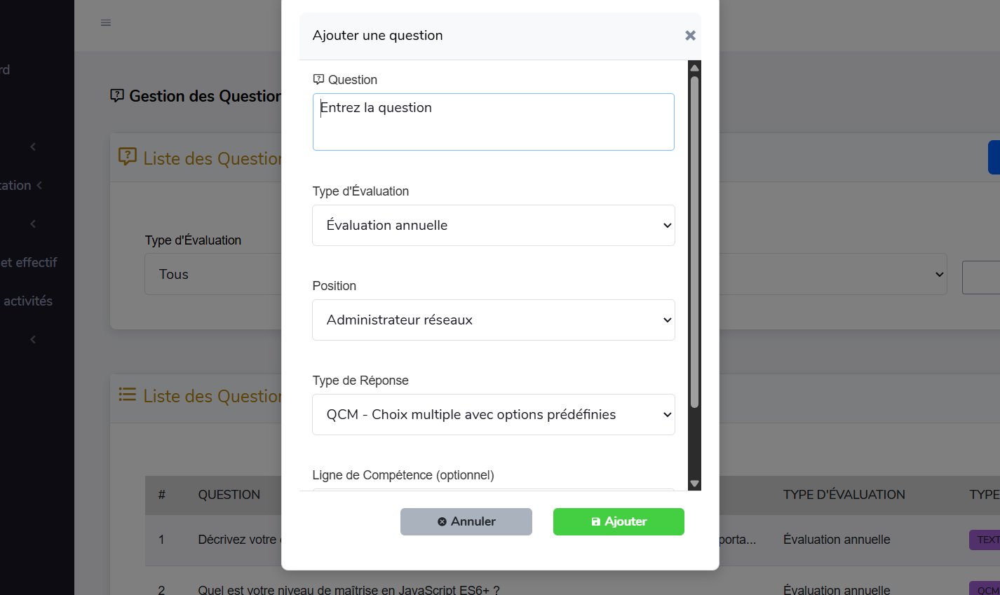 Ajouter une question
Question
Entrez la question
Type d'Évaluation
Évaluation annuelle
Position
Administrateur réseaux
Type de Réponse
QCM - Choix multiple avec options prédéfinies
Ligne de Compétence (optionnel)
Annuler
Ajouter
rd
tation
et effectif
activités
Gestion des Question
Liste des Question
Type d'Évaluation
Tous
Liste des Question
# QUESTION TYPE D'ÉVALUATION TYPE
1 Décrivez votre porta... Évaluation annuelle TEXT
2 Quel est votre niveau de maîtrise en JavaScript ES6+ ? Évaluation annuelle QCM